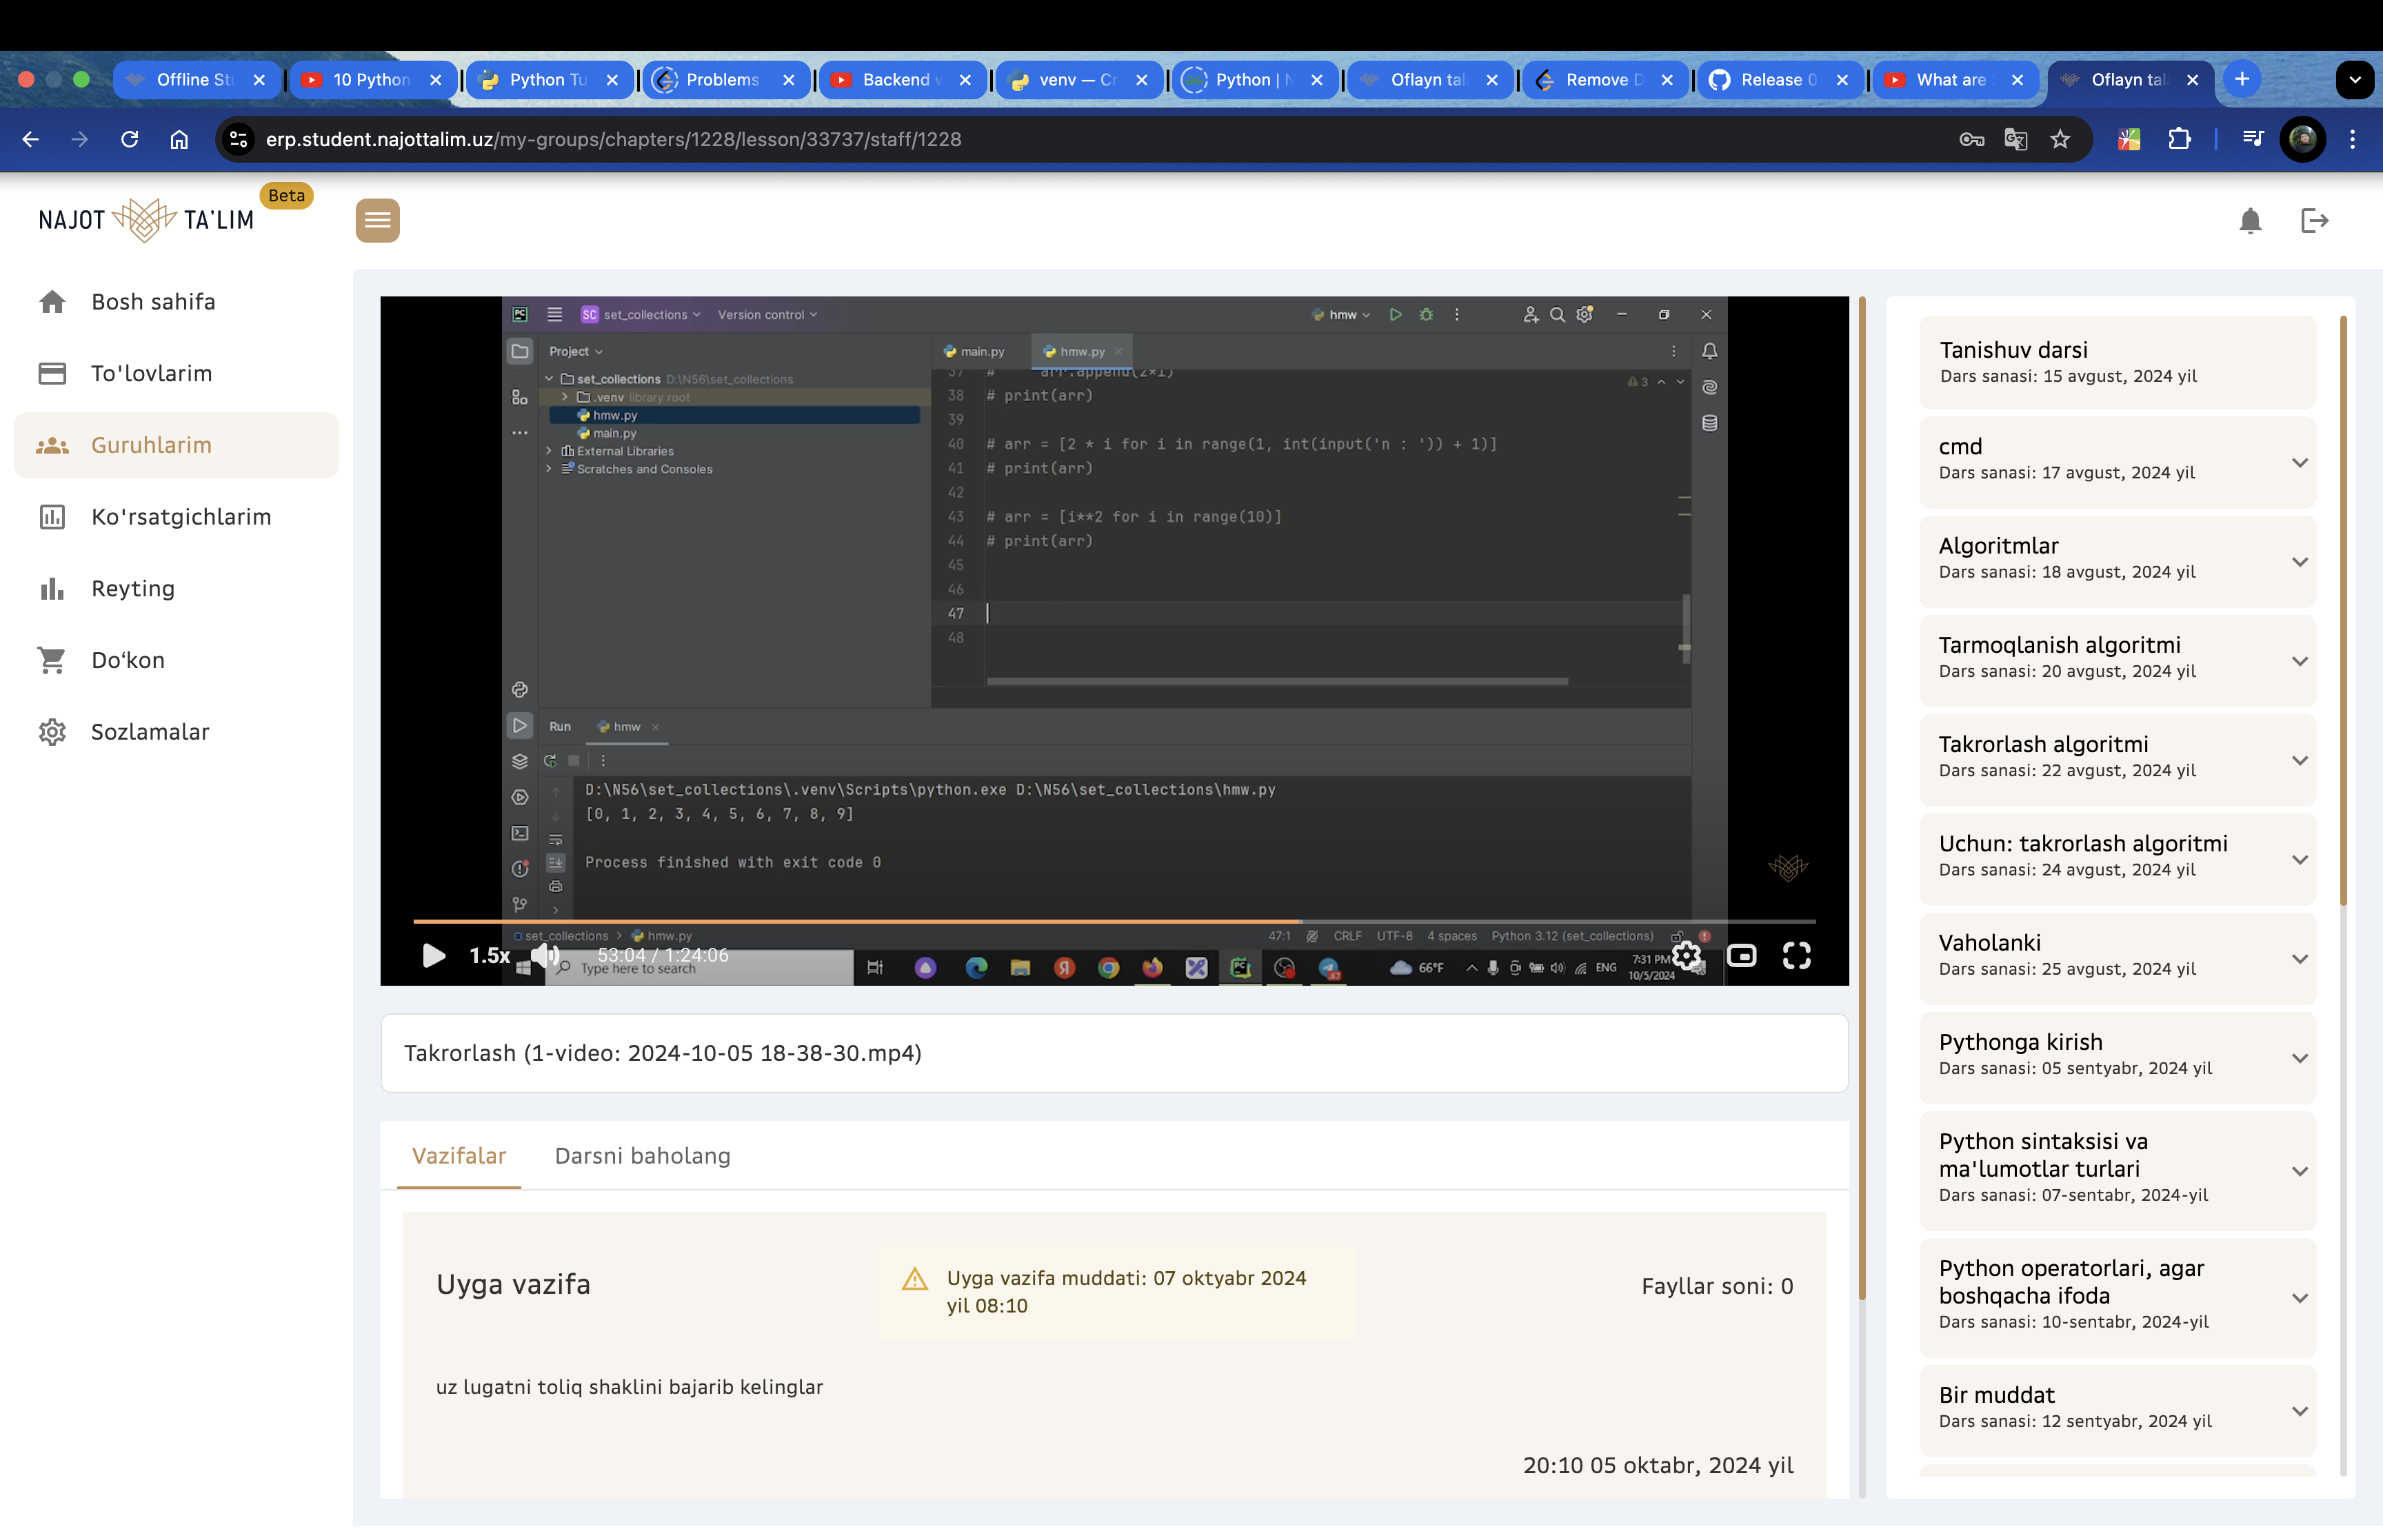 Offline St
10 Python
Python Tu
Problems
Backend
venv — Cr
Python | N
Oflayn tal
Remove D
Release 0
What are
Oflayn tal
erp.student.najottalim.uz/my-groups/chapters/1228/lesson/33737/staff/1228
NAJOT TA'LIM
Beta
Bosh sahifa
To'lovlarim
Guruhlarim
Ko'rsatgichlarim
Reyting
Do‘kon
Sozlamalar
SC set_collections Version control
hmw
Project
main.py hmw.py
set_collections D:\N56\set_collections
.venv library root
hmw.py
main.py
External Libraries
Scratches and Consoles
37 # arr.append(2*i)
3
38 # print(arr)
39
40 # arr = [2 * i for i in range(1, int(input('n : ')) + 1)]
41 # print(arr)
42
43 # arr = [i**2 for i in range(10)]
44 # print(arr)
45
46
47
48
Run hmw
D:\N56\set_collections\.venv\Scripts\python.exe D:\N56\set_collections\hmw.py
[0, 1, 2, 3, 4, 5, 6, 7, 8, 9]
Process finished with exit code 0
set_collections > hmw.py
47:1 CRLF UTF-8 4 spaces Python 3.12 (set_collections)
1.5x
53:04 / 1:24:06
Type here to search
66°F
ENG
7:31 PM
10/5/2024
Takrorlash (1-video: 2024-10-05 18-38-30.mp4)
Vazifalar Darsni baholang
Uyga vazifa
Uyga vazifa muddati: 07 oktyabr 2024
yil 08:10
Fayllar soni: 0
uz lugatni toliq shaklini bajarib kelinglar
20:10 05 oktabr, 2024 yil
Tanishuv darsi
Dars sanasi: 15 avgust, 2024 yil
cmd
Dars sanasi: 17 avgust, 2024 yil
Algoritmlar
Dars sanasi: 18 avgust, 2024 yil
Tarmoqlanish algoritmi
Dars sanasi: 20 avgust, 2024 yil
Takrorlash algoritmi
Dars sanasi: 22 avgust, 2024 yil
Uchun: takrorlash algoritmi
Dars sanasi: 24 avgust, 2024 yil
Vaholanki
Dars sanasi: 25 avgust, 2024 yil
Pythonga kirish
Dars sanasi: 05 sentyabr, 2024 yil
Python sintaksisi va
ma'lumotlar turlari
Dars sanasi: 07-sentabr, 2024-yil
Python operatorlari, agar
boshqacha ifoda
Dars sanasi: 10-sentabr, 2024-yil
Bir muddat
Dars sanasi: 12 sentyabr, 2024 yil